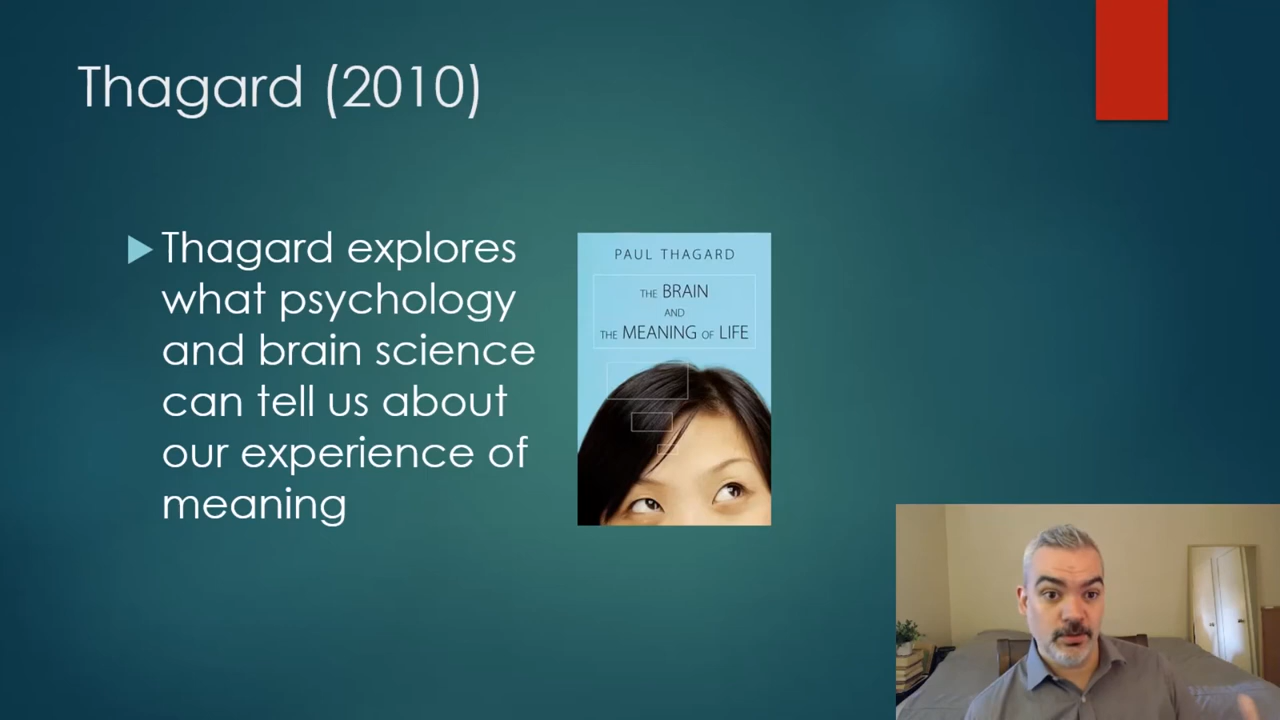 Thagard (2010)
Thagard explores
what psychology
and brain science
can tell us about
our experience of
meaning
PAUL THAGARD
THE BRAIN
AND
THE MEANING OF LIFE